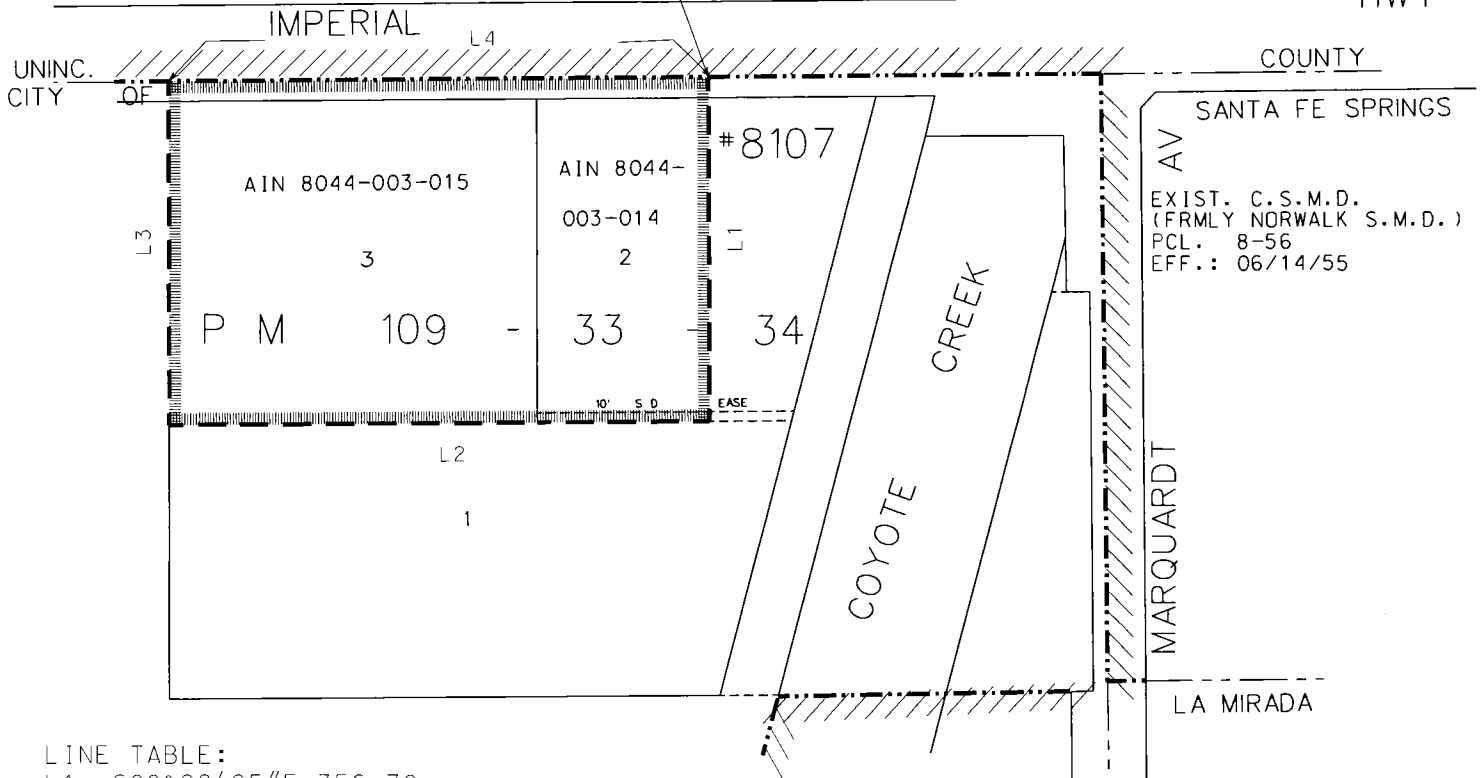 HWY
IMPERIAL
L4
UNINC.
COUNTY
CITY OF
SANTA FE SPRINGS
#8107
AV
AIN 8044-003-015
AIN 8044-
003-014
EXIST. C.S.M.D.
(FRMLY NORWALK S.M.D.)
PCL. 8-56
EFF.: 06/14/55
L3
L1
3
2
P M 109 - 33 - 34
CREEK
10' S D EASE
L2
1
COYOTE
MARQUARDT
LA MIRADA
LINE TABLE: